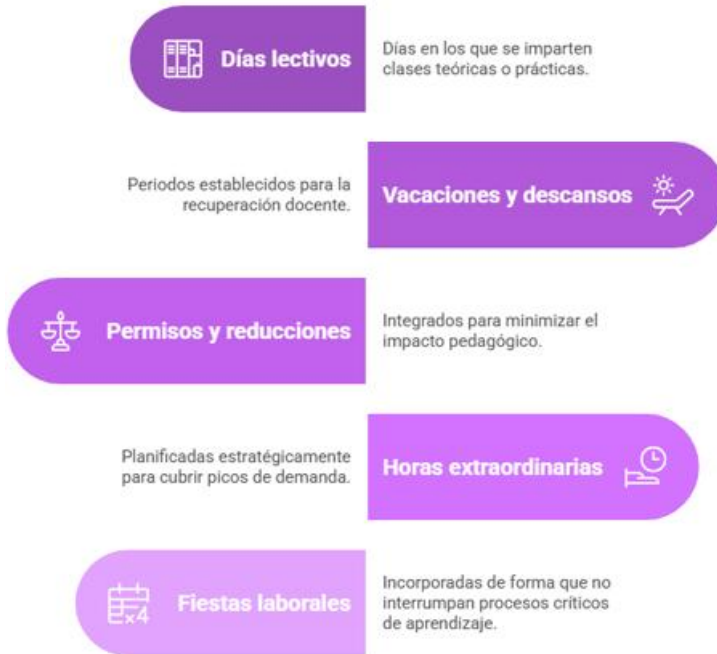 Días lectivos
Días en los que se imparten
clases teóricas o prácticas.
Periodos establecidos para la
recuperación docente.
Vacaciones y descansos
Permisos y reducciones
Integrados para minimizar el
impacto pedagógico.
Planificadas estratégicamente
para cubrir picos de demanda.
Horas extraordinarias
x4
Fiestas laborales
Incorporadas de forma que no
interrumpan procesos críticos
de aprendizaje.